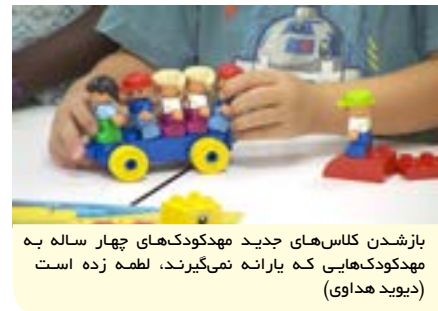 بازشدن کلاس‌های جدید مهدکودک‌های چهار ساله به
مهدکودک‌هایی که یارانه نمی‌گیرند، لطمه زده است
(دیوید هداوی)